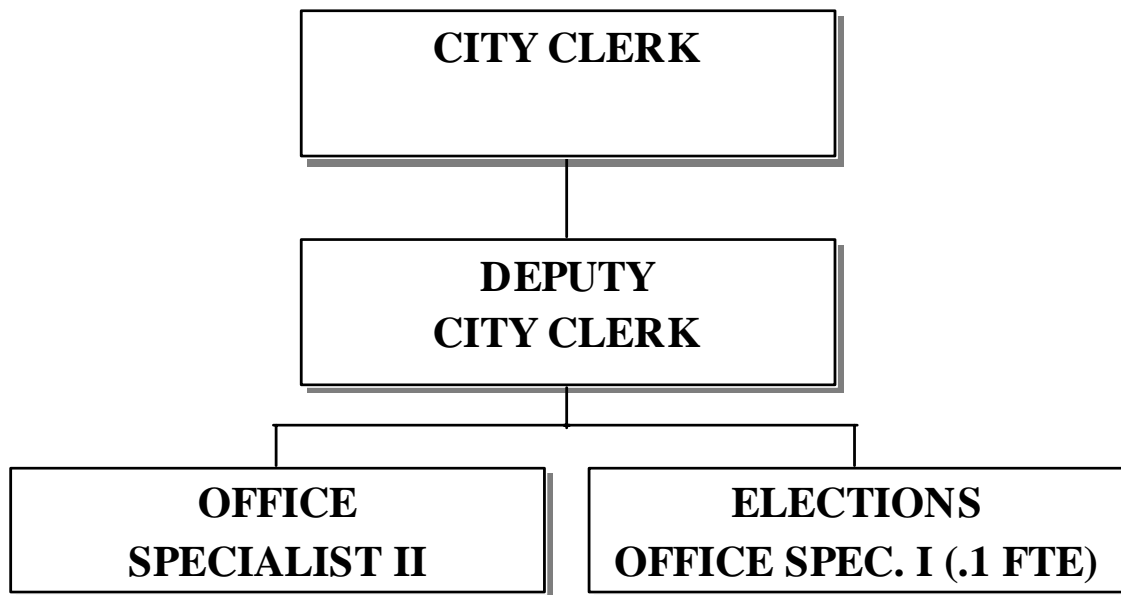 CITY CLERK
DEPUTY
CITY CLERK
OFFICE
SPECIALIST II
ELECTIONS
OFFICE SPEC. I (.1 FTE)